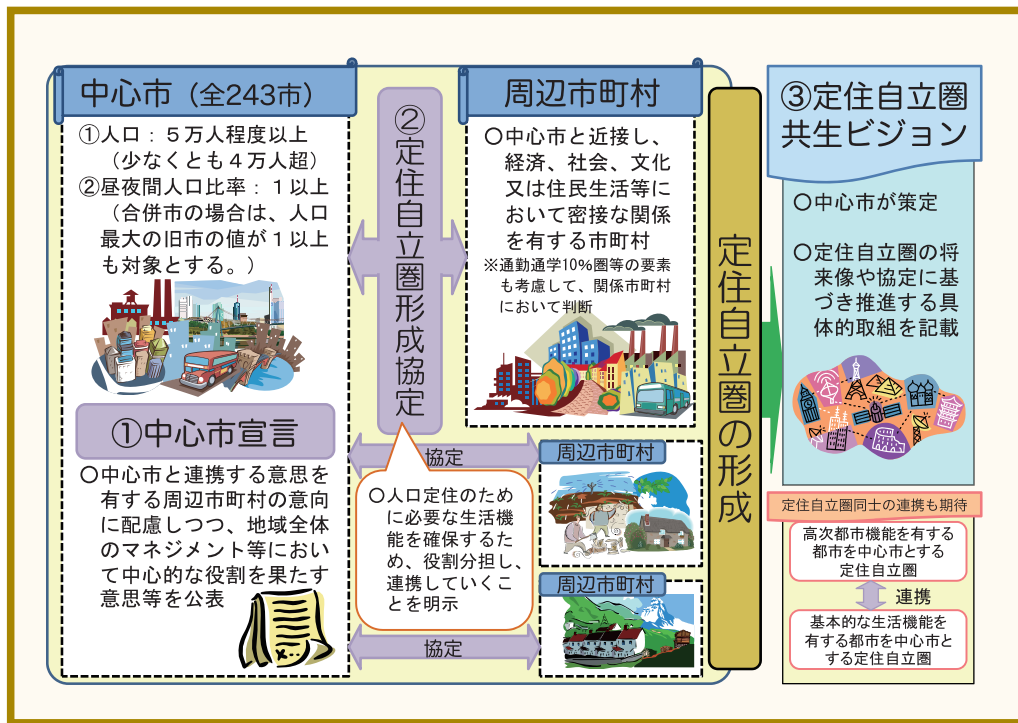 中心市（全243市）
①人口：５万人程度以上
（少なくとも４万人超）
②昼夜間人口比率：１以上
（合併市の場合は、人口
最大の旧市の値が１以上
も対象とする。）
①中心市宣言
○中心市と連携する意思を
有する周辺市町村の意向
に配慮しつつ、地域全体
のマネジメント等におい
て中心的な役割を果たす
意思等を公表
②定住自立圏形成協定
協定
○人口定住のため
に必要な生活機
能を確保するた
め、役割分担し、
連携していくこ
とを明示
協定
周辺市町村
○中心市と近接し、
経済、社会、文化
又は住民生活等に
おいて密接な関係
を有する市町村
※通勤通学10％圏等の要素
も考慮して、関係市町村
において判断
周辺市町村
周辺市町村
定住自立圏の形成
③定住自立圏
共生ビジョン
○中心市が策定
○定住自立圏の将
来像や協定に基
づき推進する具
体的取組を記載
定住自立圏同士の連携も期待
高次都市機能を有する
都市を中心市とする
定住自立圏
連携
基本的な生活機能を
有する都市を中心市と
する定住自立圏